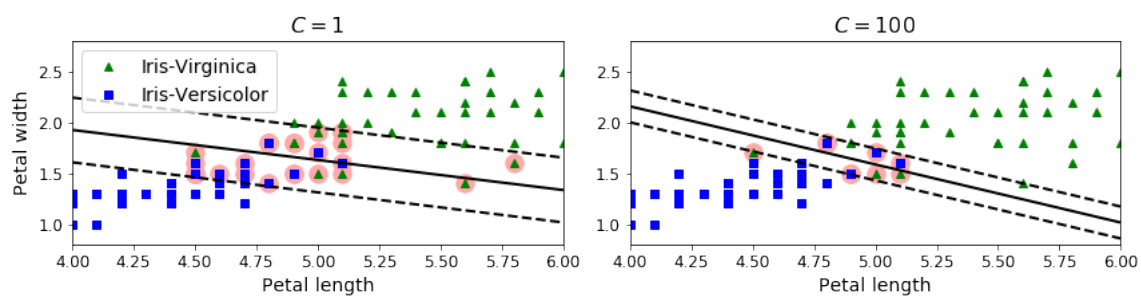 C = 1
Iris-Virginica
Iris-Versicolor
Petal width
2.5
2.0
1.5
1.0
4.00 4.25 4.50 4.75 5.00 5.25 5.50 5.75 6.00
Petal length
C = 100
2.5
2.0
1.5
1.0
4.00 4.25 4.50 4.75 5.00 5.25 5.50 5.75 6.00
Petal length